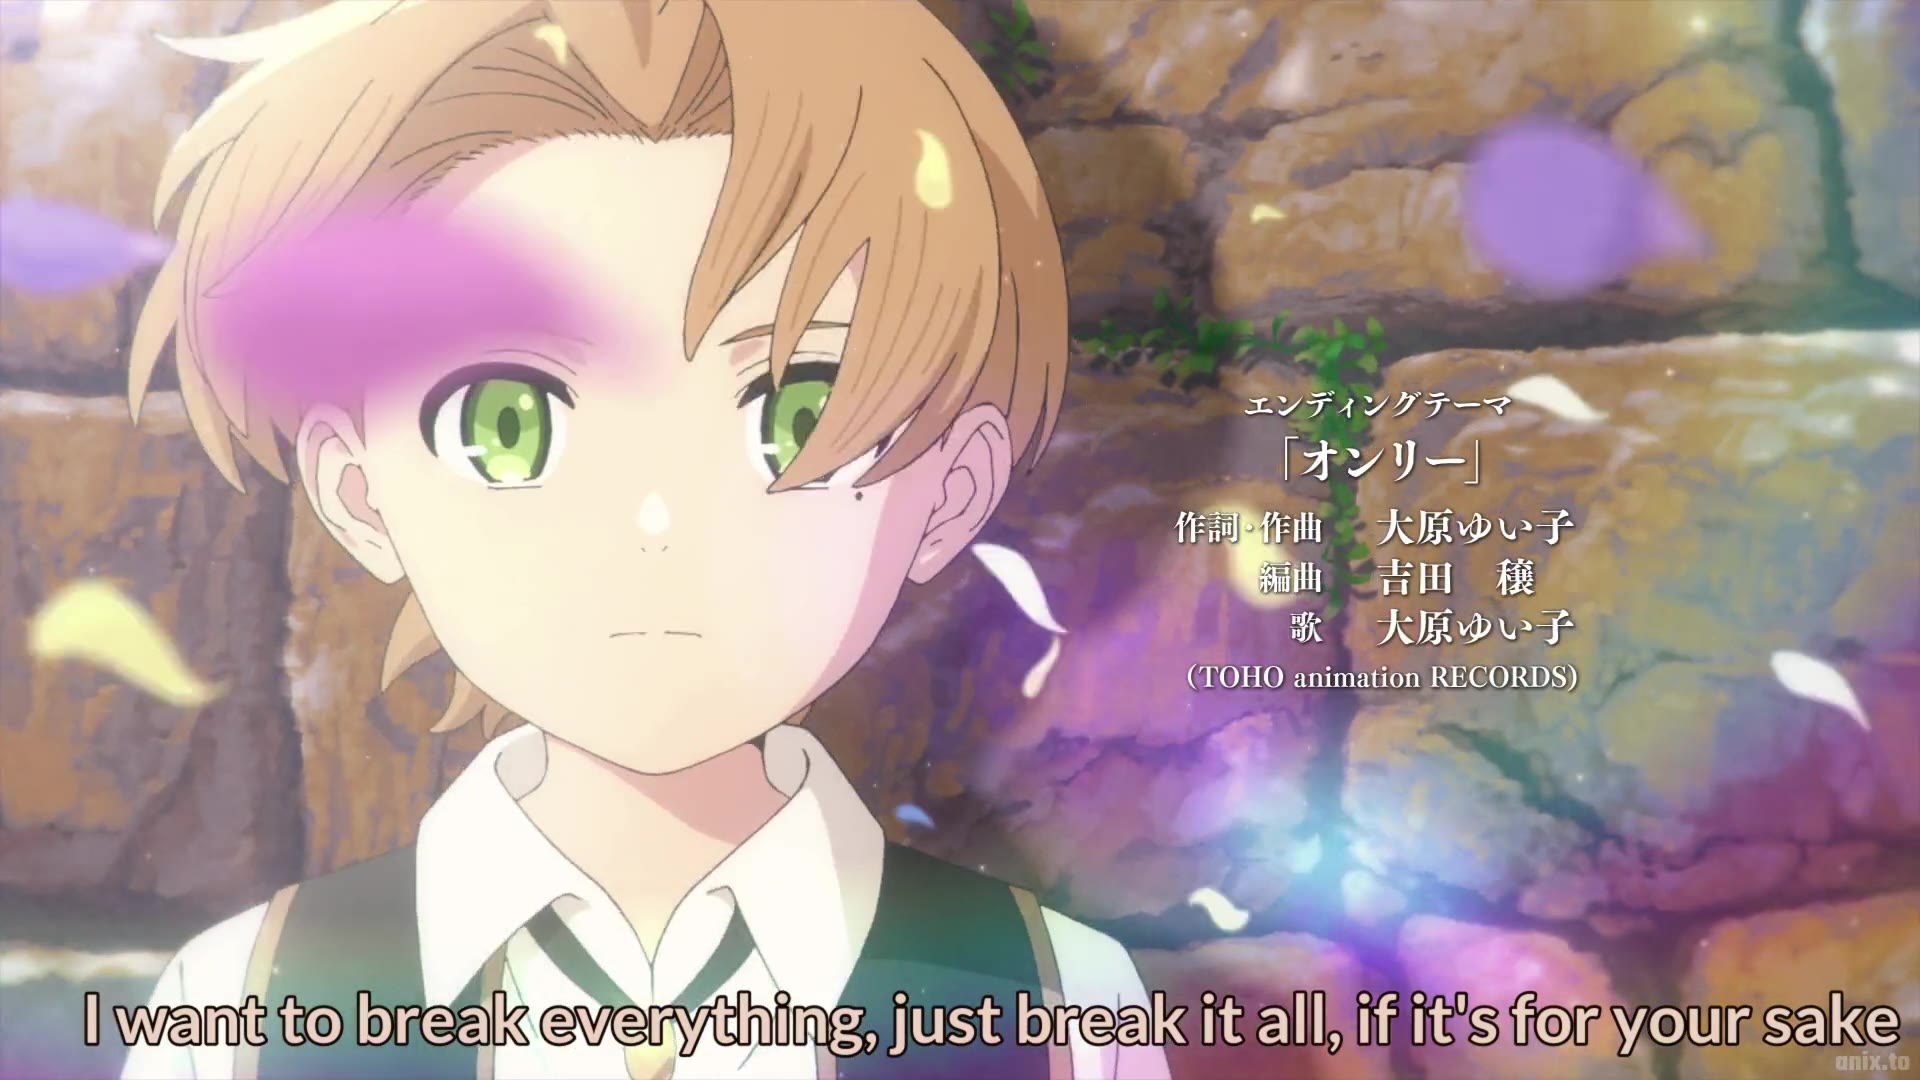 エンディングテーマ
「オンリー」
作詞・作曲　大原ゆい子
編曲　吉田　穣
歌　大原ゆい子
(TOHO animation RECORDS)
I want to break everything, just break it all, if it's for your sake
anix.to